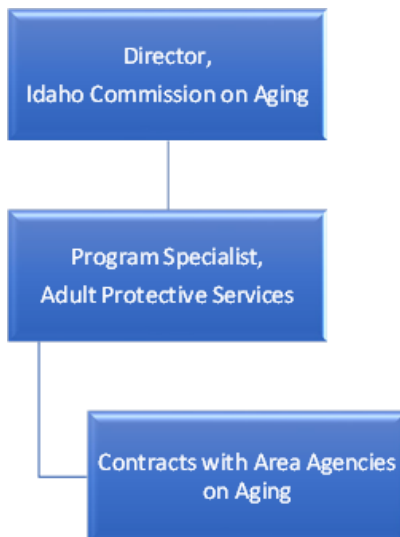 Director,
Idaho Commission on Aging
Program Specialist,
Adult Protective Services
Contracts with Area Agencies
on Aging